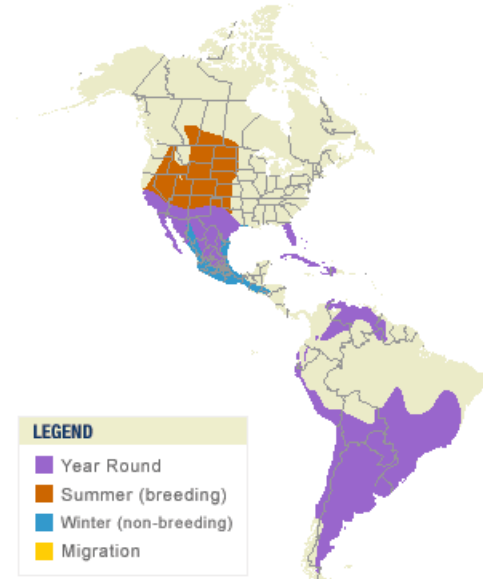 LEGEND
Year Round
Summer (breeding)
Winter (non-breeding)
Migration